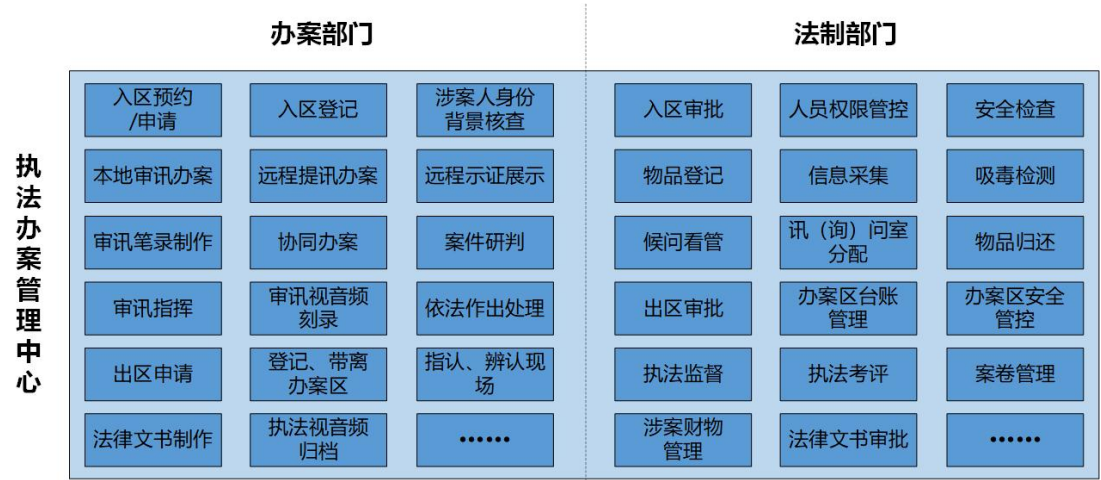 办案部门
法制部门
执法办案管理中心
入区预约
/申请
入区登记
涉案人身份
背景核查
入区审批
人员权限管控
安全检查
本地审讯办案
远程提讯办案
远程示证展示
物品登记
信息采集
吸毒检测
审讯笔录制作
协同办案
案件研判
候问看管
讯（询）问室
分配
物品归还
审讯指挥
审讯视音频
刻录
依法作出处理
出区审批
办案区台账
管理
办案区安全
管控
出区申请
登记、带离
办案区
指认、辨认现
场
执法监督
执法考评
案卷管理
法律文书制作
执法视音频
归档
••••••
涉案财物
管理
法律文书审批
••••••